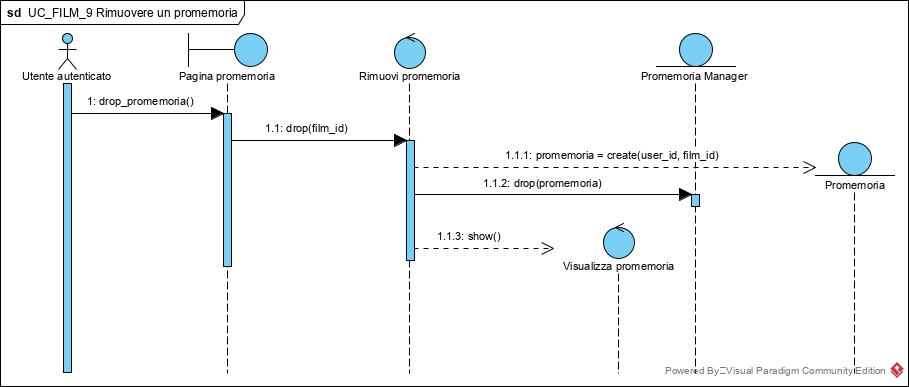 sd UC_FILM_9 Rimuovere un promemoria
Utente autenticato
Pagina promemoria
Rimuovi promemoria
Promemoria Manager
1: drop_promemoria()
1.1: drop(film_id)
1.1.1: promemoria = create(user_id, film_id)
Promemoria
1.1.2: drop(promemoria)
1.1.3: show()
Visualizza promemoria
Powered By Visual Paradigm Community Edition